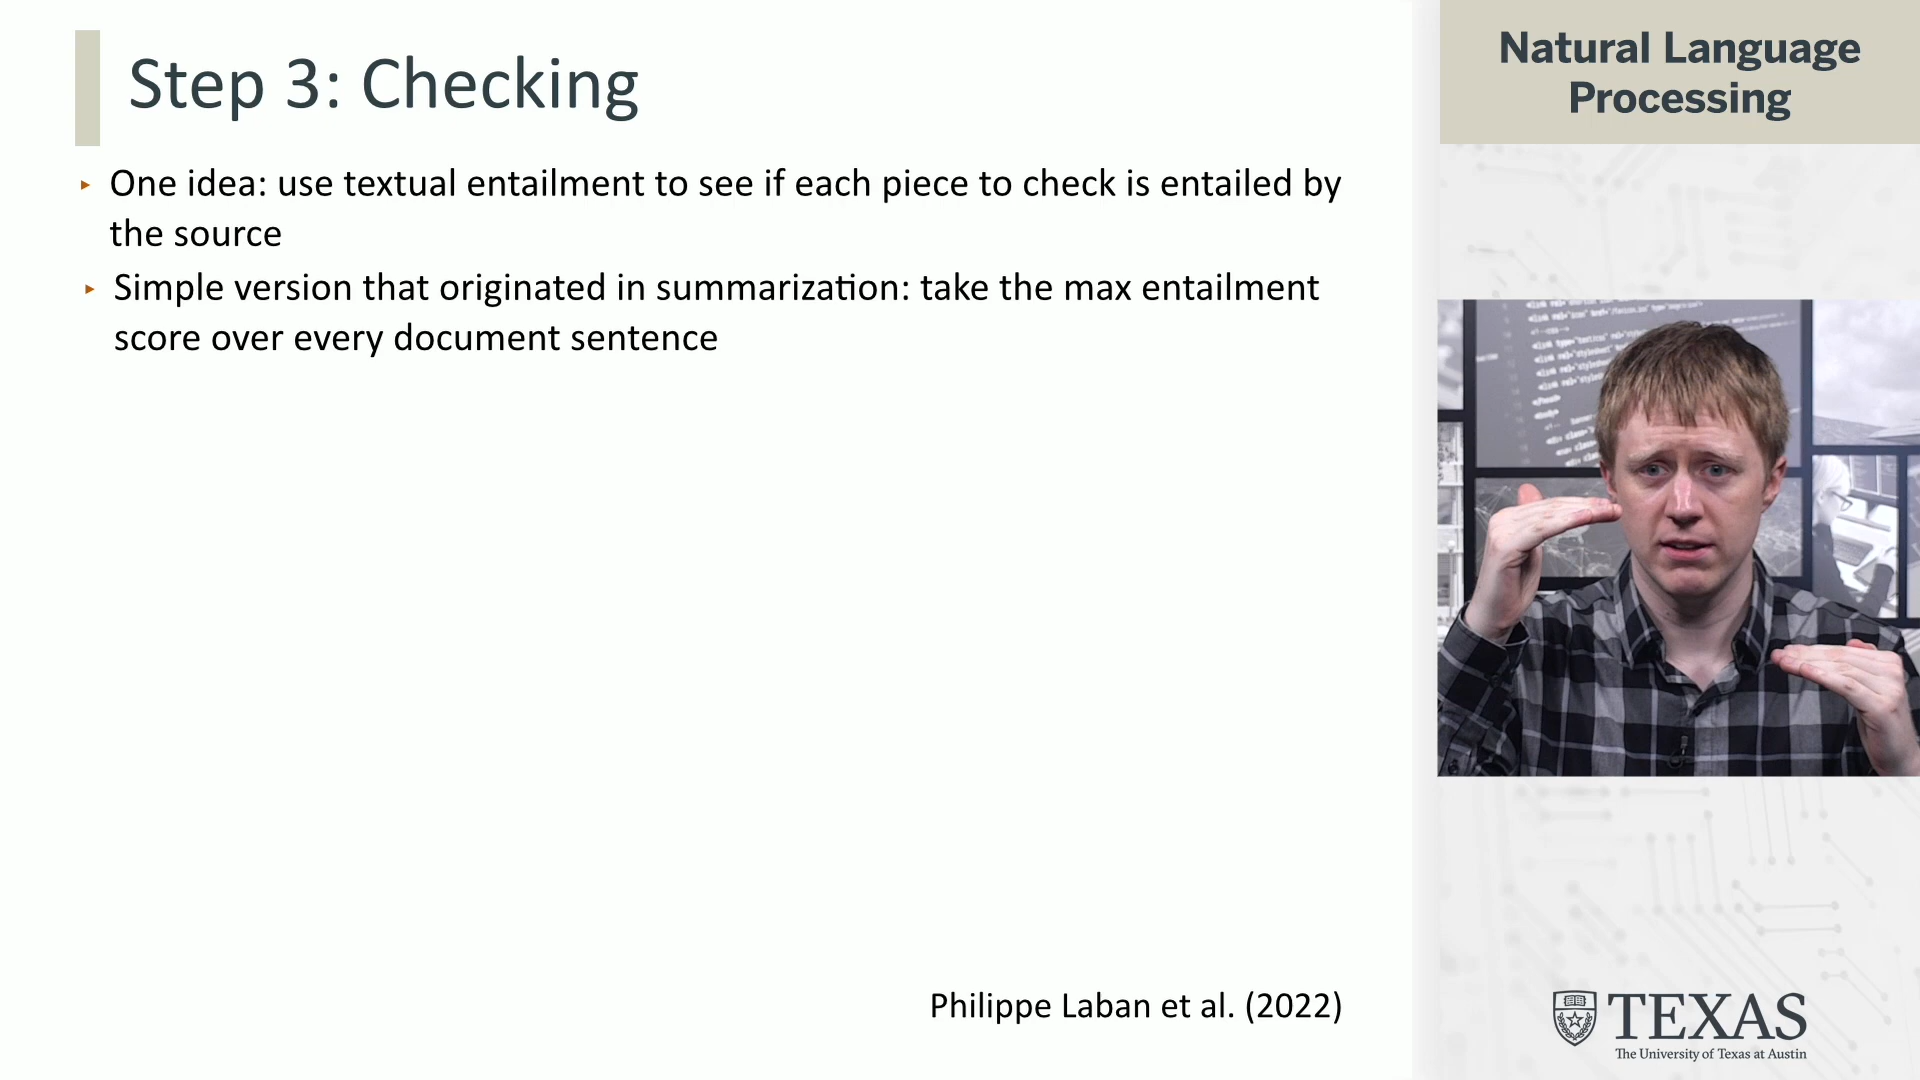 Step 3: Checking
‣ One idea: use textual entailment to see if each piece to check is entailed by
the source
‣ Simple version that originated in summarization: take the max entailment
score over every document sentence
Philippe Laban et al. (2022)
Natural Language
Processing
TEXAS
The University of Texas at Austin